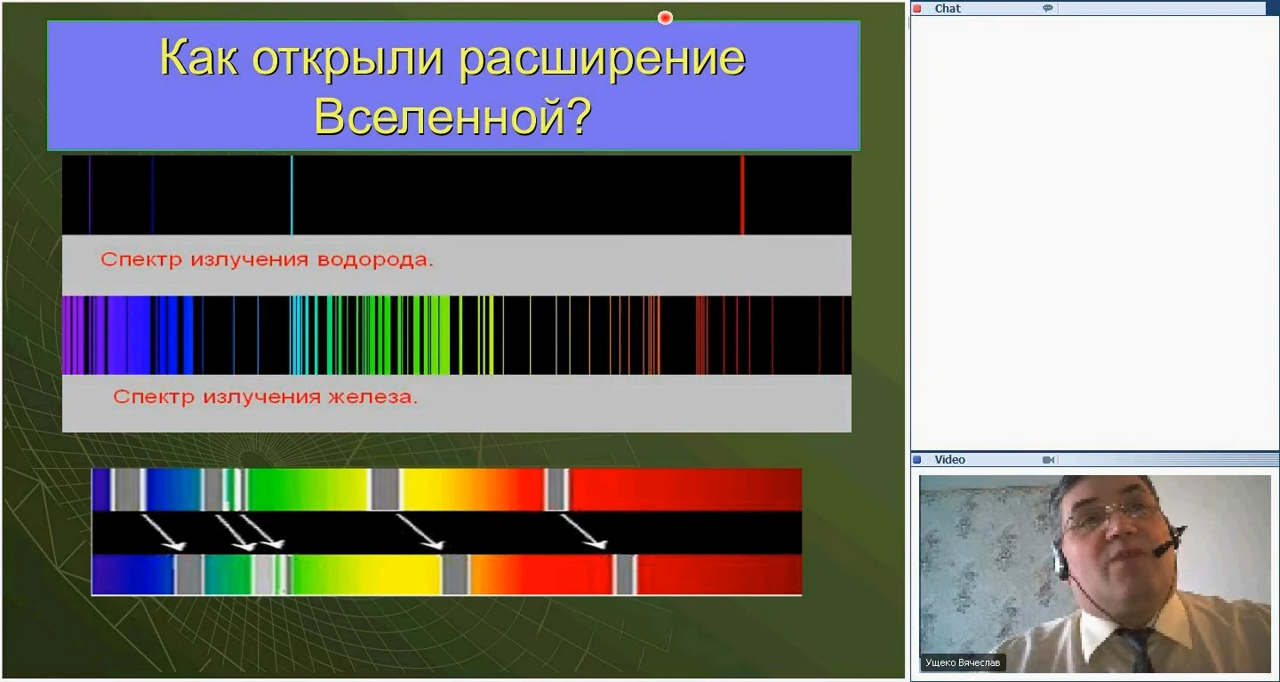 Как открыли расширение
Вселенной?
Спектр излучения водорода.
Спектр излучения железа.
Chat
Video
Ущеко Вячеслав